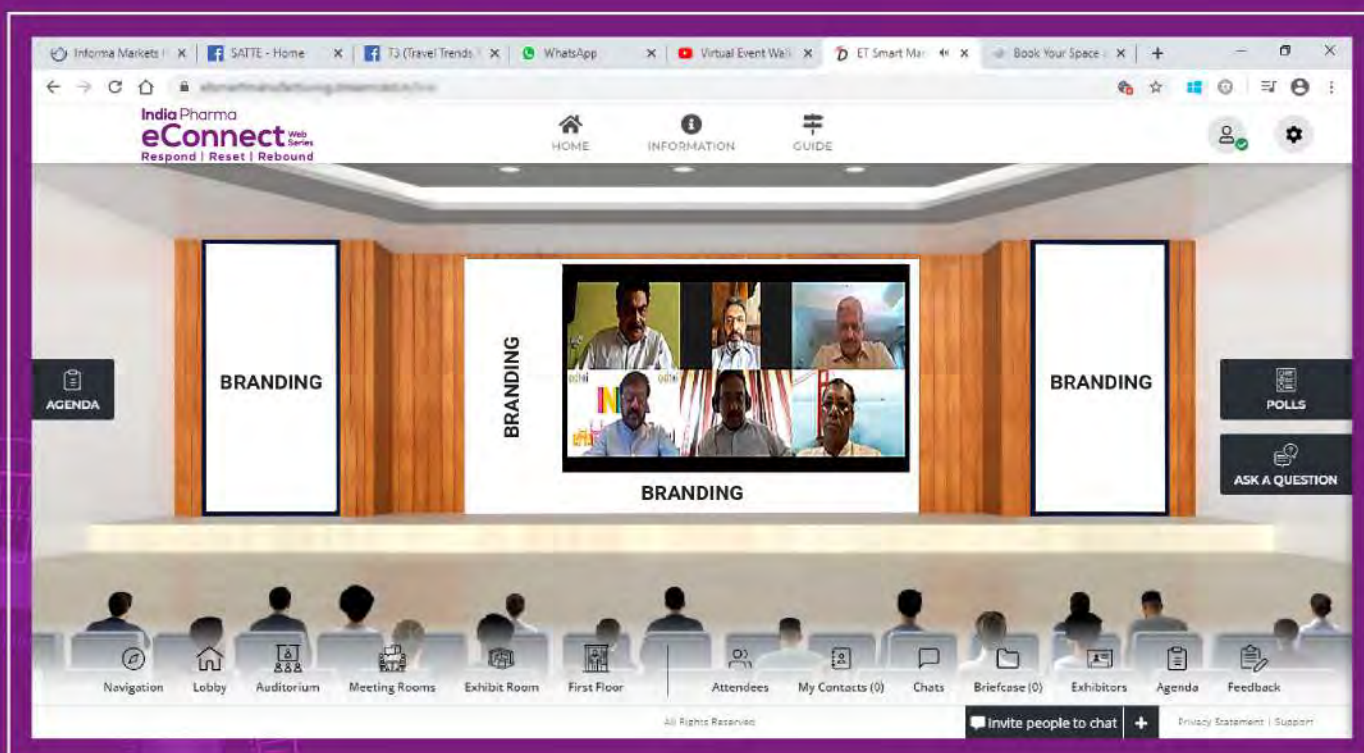 Informa Markets
SATTE - Home
T3 (Travel Trends
WhatsApp
Virtual Event Wal
ET Smart Ma
Book Your Space
India Pharma
eConnect Web Series
Respond | Reset | Rebound
HOME
INFORMATION
GUIDE
BRANDING
BRANDING
BRANDING
BRANDING
AGENDA
POLLS
ASK A QUESTION
Navigation
Lobby
Auditorium
Meeting Rooms
Exhibit Room
First Floor
Attendees
My Contacts (0)
Chats
Briefcase (0)
Exhibitors
Agenda
Feedback
All Rights Reserved
Invite people to chat +
Privacy Statement | Support